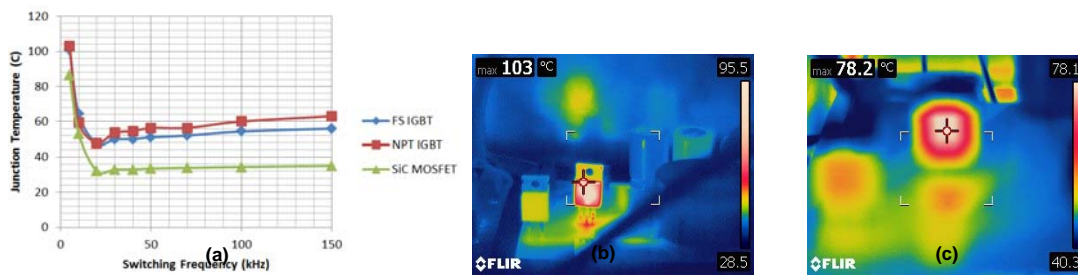 120
100
80
60
40
20
0
Junction Temperature (C)
0 50 100 150
Switching Frequency (kHz)
(a)
FS IGBT
NPT IGBT
SiC MOSFET
max 103 °C
95.5
28.5
FLIR
(b)
max 78.2 °C
78.1
40.3
FLIR
(c)